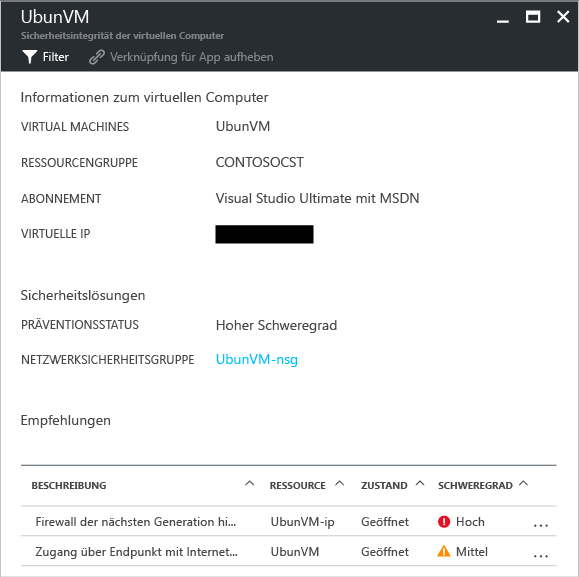 UbunVM
Sicherheitsintegrität der virtuellen Computer
Filter Verknüpfung für App aufheben
Informationen zum virtuellen Computer
VIRTUAL MACHINES UbunVM
RESSOURCENGRUPPE CONTOSOCST
ABONNEMENT Visual Studio Ultimate mit MSDN
VIRTUELLE IP
Sicherheitslösungen
PRÄVENTIONSSTATUS Hoher Schweregrad
NETZWERKSICHERHEITSGRUPPE UbunVM-nsg
Empfehlungen
BESCHREIBUNG RESSOURCE ZUSTAND SCHWEREGRAD
Firewall der nächsten Generation hi... UbunVM-ip Geöffnet Hoch ...
Zugang über Endpunkt mit Internet... UbunVM Geöffnet Mittel ...